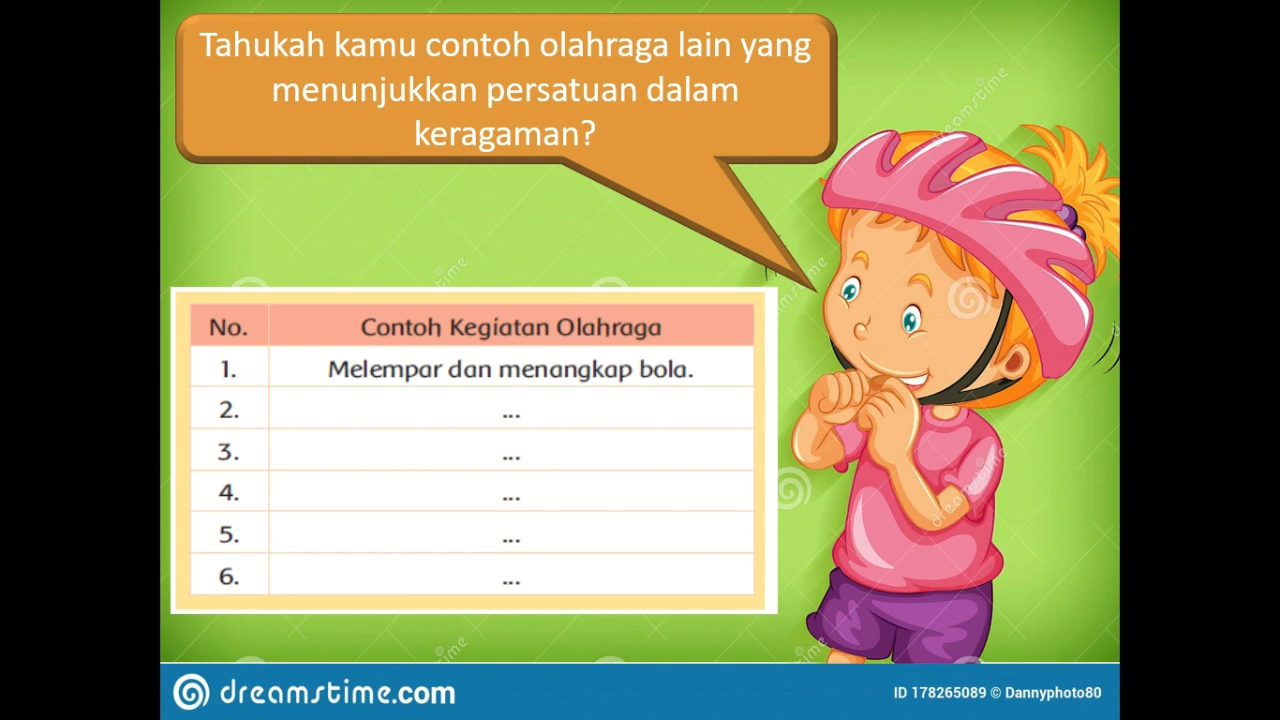 Tahukah kamu contoh olahraga lain yang
menunjukkan persatuan dalam
keragaman?
No. Contoh Kegiatan Olahraga
1. Melempar dan menangkap bola.
2. ...
3. ...
4. ...
5. ...
6. ...
dreamstime.com
ID 178265089 © Dannyphoto80